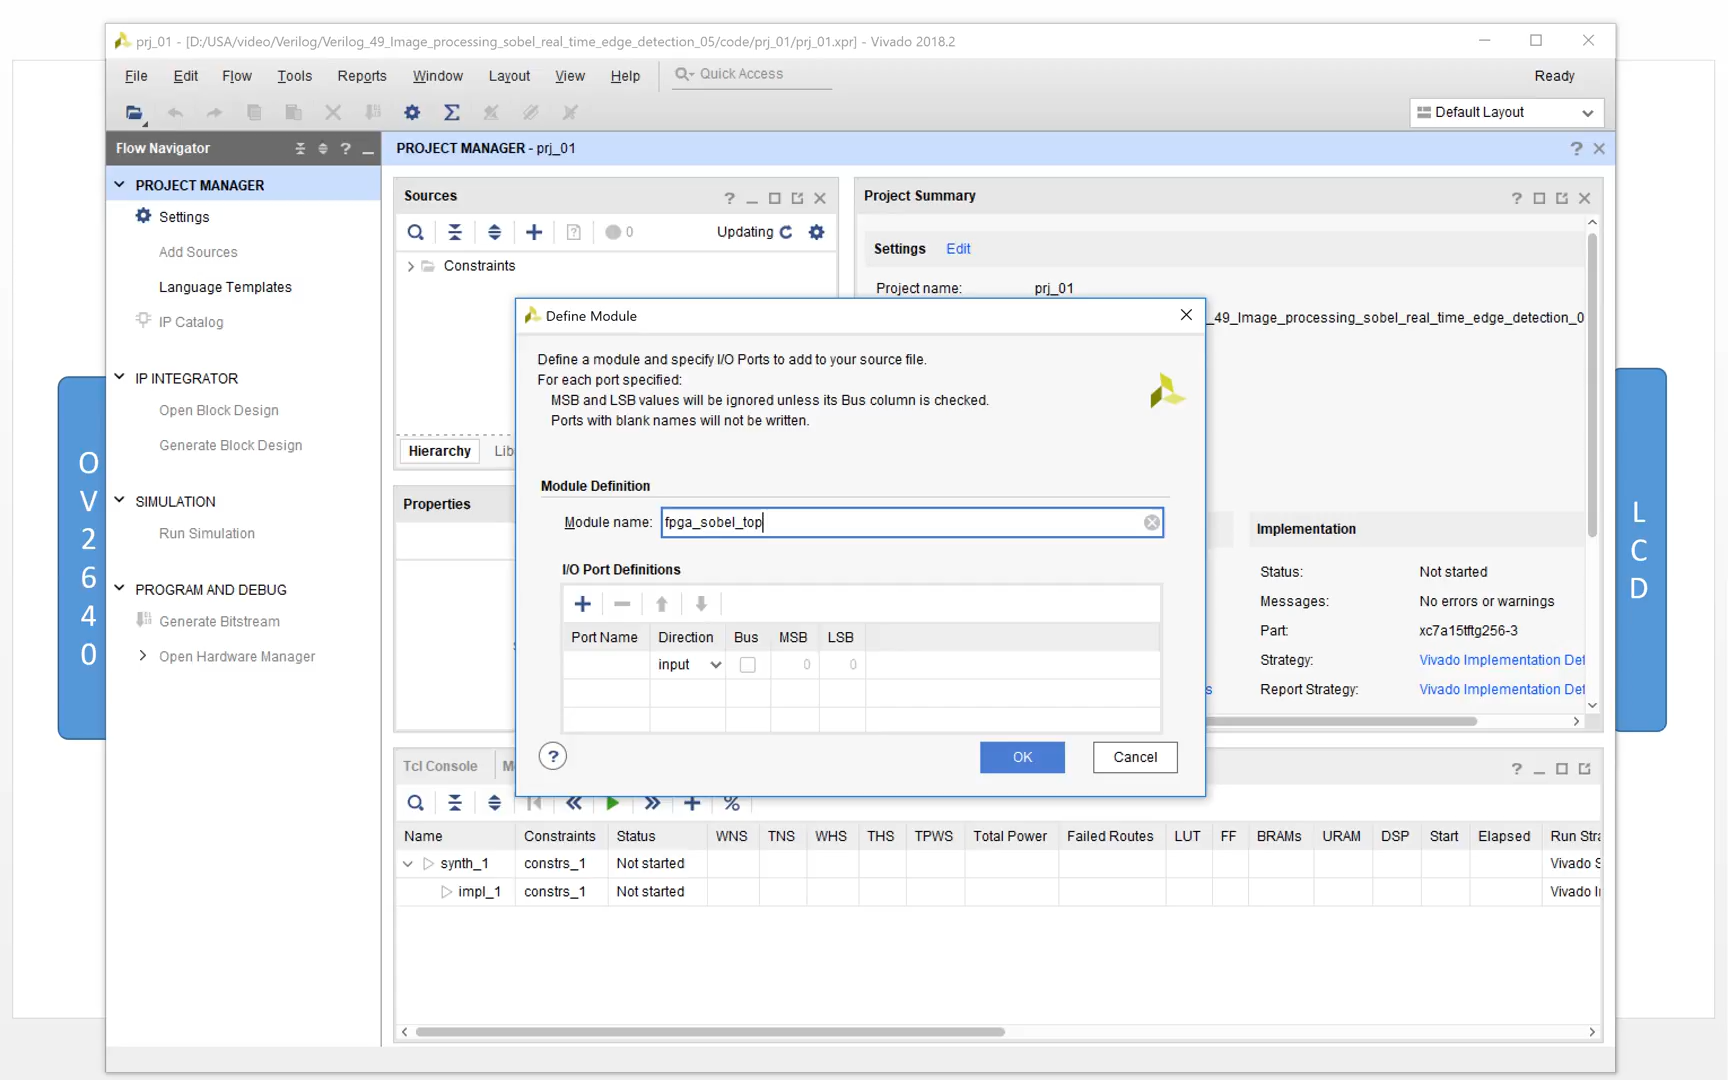 prj_01 - [D:/USA/video/Verilog/Verilog_49_Image_processing_sobel_real_time_edge_detection_05/code/prj_01/prj_01.xpr] - Vivado 2018.2
File Edit Flow Tools Reports Window Layout View Help Quick Access Ready
Default Layout
Flow Navigator ? PROJECT MANAGER - prj_01 ?
PROJECT MANAGER
Settings
Add Sources
Language Templates
IP Catalog
IP INTEGRATOR
Open Block Design
Generate Block Design
SIMULATION
Run Simulation
PROGRAM AND DEBUG
Generate Bitstream
Open Hardware Manager
Sources ?
? 0 Updating
Constraints
Hierarchy Lib
Properties
Project Summary ?
Settings Edit
Project name: prj_01
_49_Image_processing_sobel_real_time_edge_detection_0
Implementation
Status: Not started
Messages: No errors or warnings
Part: xc7a15tftg256-3
Strategy: Vivado Implementation Def
s Report Strategy: Vivado Implementation Def
Define Module
Define a module and specify I/O Ports to add to your source file.
For each port specified:
MSB and LSB values will be ignored unless its Bus column is checked.
Ports with blank names will not be written.
Module Definition
Module name: fpga_sobel_top
I/O Port Definitions
Port Name Direction Bus MSB LSB
input 0 0
? OK Cancel
Tcl Console M ?
%
Name Constraints Status WNS TNS WHS THS TPWS Total Power Failed Routes LUT FF BRAMs URAM DSP Start Elapsed Run Stra
synth_1 constrs_1 Not started Vivado S
impl_1 constrs_1 Not started Vivado I
O
V
2
6
4
0
L
C
D